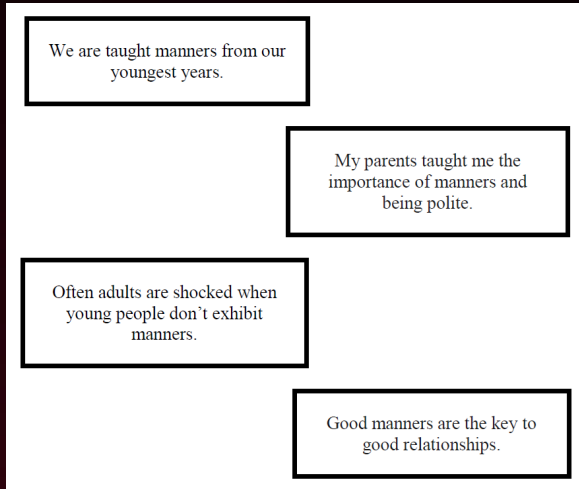 We are taught manners from our
youngest years.
My parents taught me the
importance of manners and
being polite.
Often adults are shocked when
young people don’t exhibit
manners.
Good manners are the key to
good relationships.